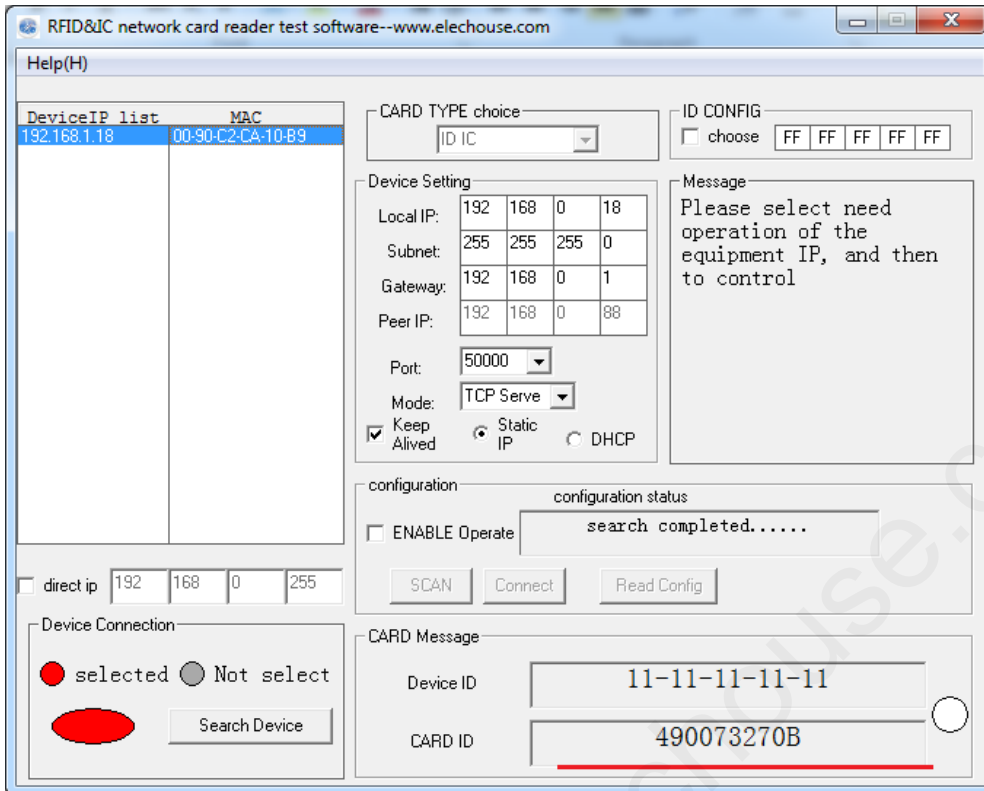 RFID&IC network card reader test software--www.elechouse.com
Help(H)
DeviceIP list MAC
192.168.1.18 00-90-C2-CA-10-B9
CARD TYPE choice
ID IC
ID CONFIG
choose FF FF FF FF FF
Device Setting
Local IP: 192 168 0 18
Subnet: 255 255 255 0
Gateway: 192 168 0 1
Peer IP: 192 168 0 88
Port: 50000
Mode: TCP Serve
Keep Alived
Static IP
DHCP
Message
Please select need
operation of the
equipment IP, and then
to control
configuration
configuration status
ENABLE Operate
search completed......
SCAN Connect Read Config
direct ip 192 168 0 255
Device Connection
selected Not select
Search Device
CARD Message
Device ID 11-11-11-11-11
CARD ID 490073270B